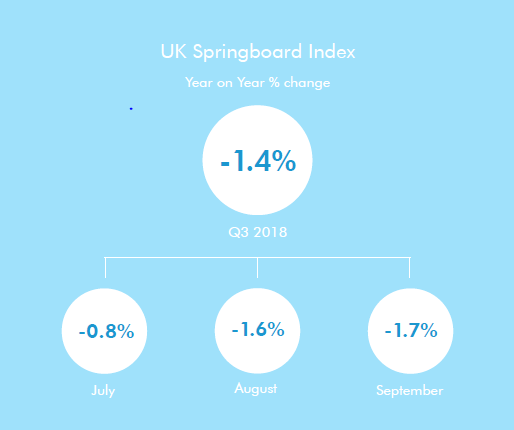 UK Springboard Index
Year on Year % change
-1.4%
Q3 2018
-0.8%
-1.6%
-1.7%
July
August
September